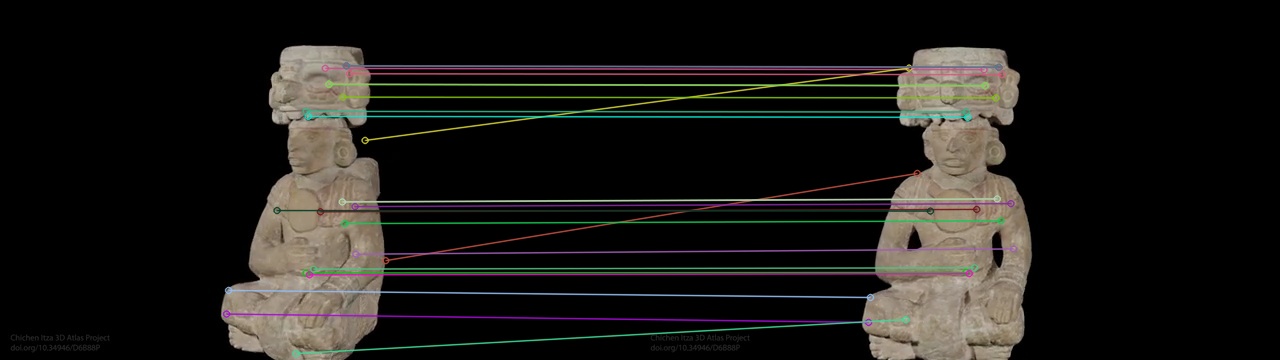 Chichen Itza 3D Atlas Project
doi.org/10.34946/D6B88P
Chichen Itza 3D Atlas Project
doi.org/10.34946/D6B88P